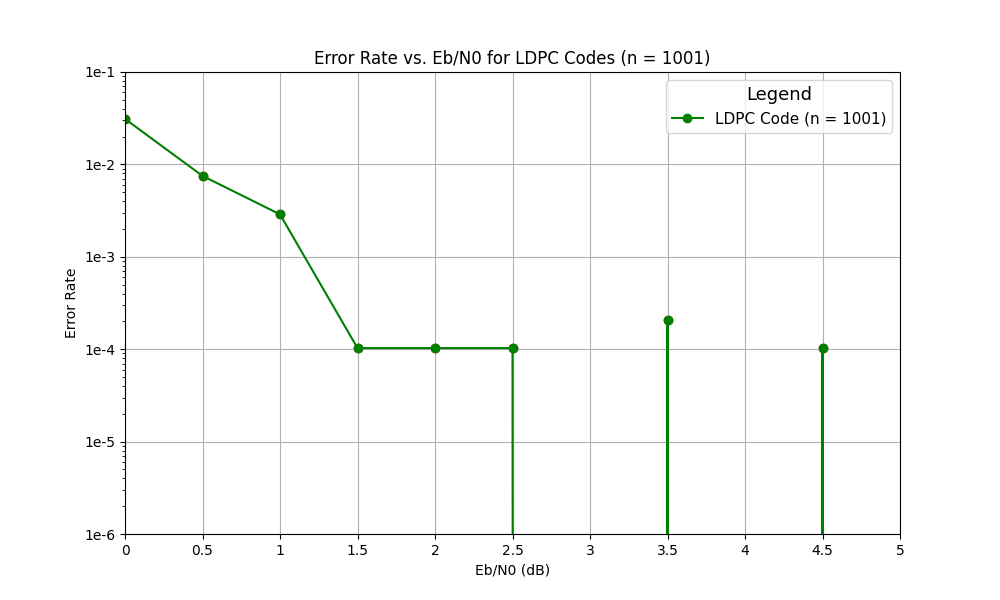 Error Rate vs. Eb/N0 for LDPC Codes (n = 1001)
Legend
LDPC Code (n = 1001)
Error Rate
1e-1
1e-2
1e-3
1e-4
1e-5
1e-6
0 0.5 1 1.5 2 2.5 3 3.5 4 4.5 5
Eb/N0 (dB)